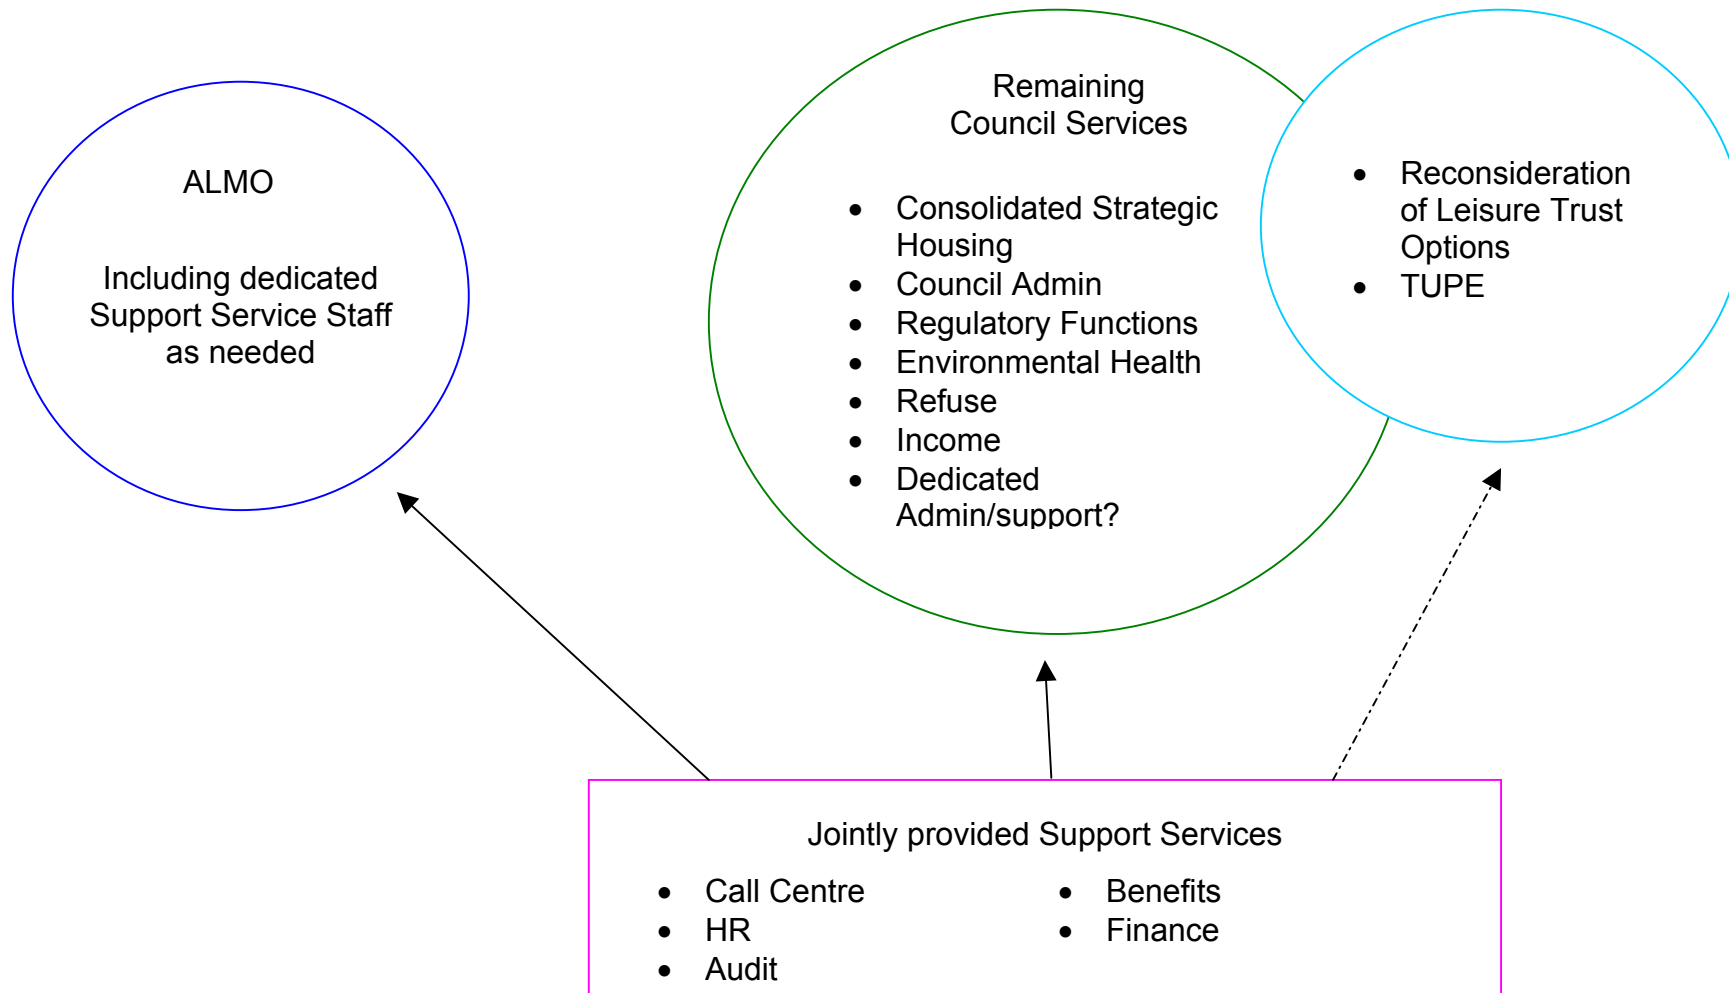 ALMO
Including dedicated
Support Service Staff
as needed
Remaining
Council Services
• Consolidated Strategic
Housing
• Council Admin
• Regulatory Functions
• Environmental Health
• Refuse
• Income
• Dedicated
Admin/support?
• Reconsideration
of Leisure Trust
Options
• TUPE
Jointly provided Support Services
• Call Centre
• HR
• Audit
• Benefits
• Finance